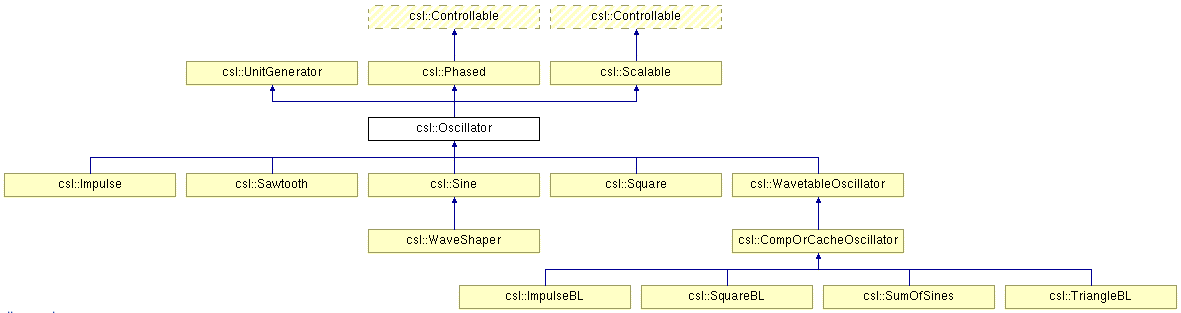 csl::Controllable
csl::Controllable
csl::UnitGenerator
csl::Phased
csl::Scalable
csl::Oscillator
csl::Impulse
csl::Sawtooth
csl::Sine
csl::Square
csl::WavetableOscillator
csl::WaveShaper
csl::CompOrCacheOscillator
csl::ImpulseBL
csl::SquareBL
csl::SumOfSines
csl::TriangleBL